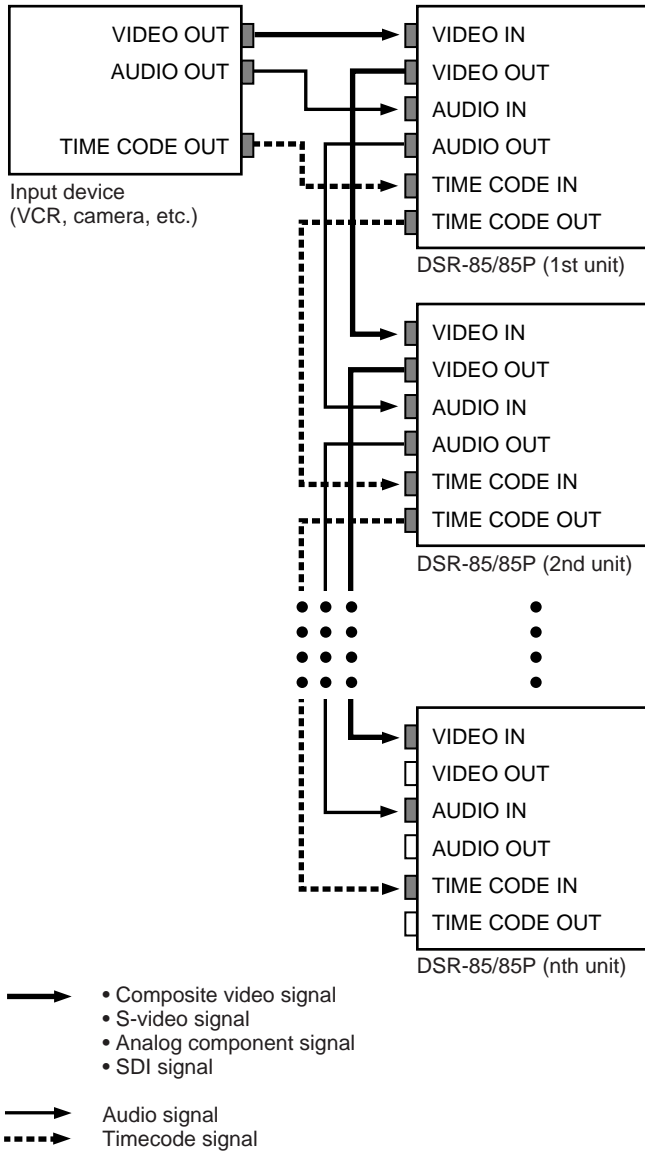 VIDEO OUT
AUDIO OUT
TIME CODE OUT
Input device
(VCR, camera, etc.)
VIDEO IN
VIDEO OUT
AUDIO IN
AUDIO OUT
TIME CODE IN
TIME CODE OUT
DSR-85/85P (1st unit)
VIDEO IN
VIDEO OUT
AUDIO IN
AUDIO OUT
TIME CODE IN
TIME CODE OUT
DSR-85/85P (2nd unit)
VIDEO IN
VIDEO OUT
AUDIO IN
AUDIO OUT
TIME CODE IN
TIME CODE OUT
DSR-85/85P (nth unit)
• Composite video signal
• S-video signal
• Analog component signal
• SDI signal
Audio signal
Timecode signal